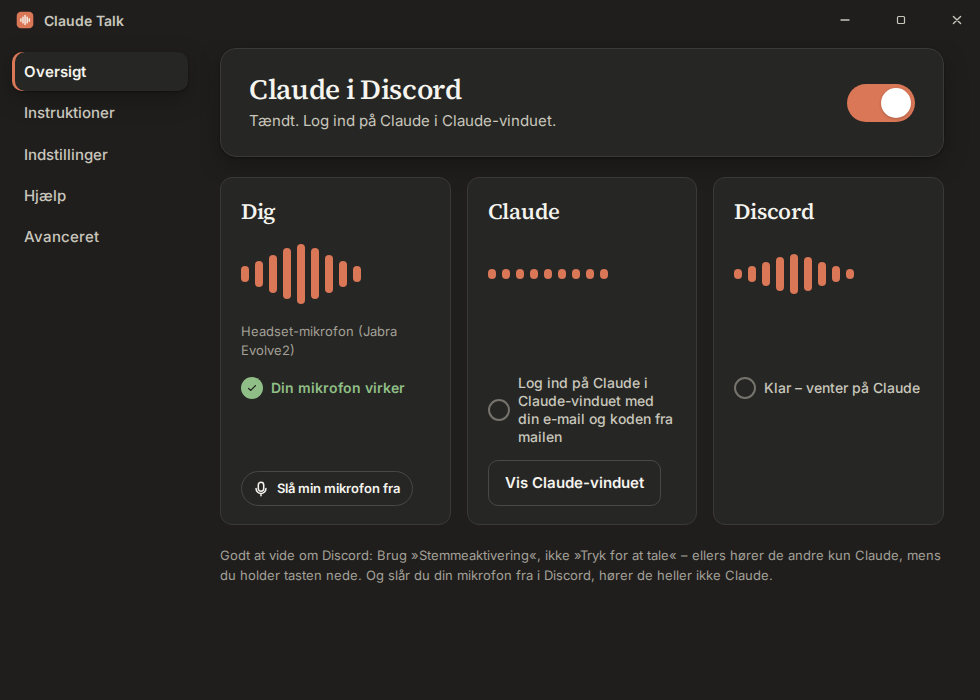 Claude Talk
Oversigt
Instruktioner
Indstillinger
Hjælp
Avanceret
Claude i Discord
Tændt. Log ind på Claude i Claude-vinduet.
Dig
Headset-mikrofon (Jabra
Evolve2)
Din mikrofon virker
Slå min mikrofon fra
Claude
Log ind på Claude i
Claude-vinduet med
din e-mail og koden fra
mailen
Vis Claude-vinduet
Discord
Klar – venter på Claude
Godt at vide om Discord: Brug »Stemmeaktivering«, ikke »Tryk for at tale« – ellers hører de andre kun Claude, mens
du holder tasten nede. Og slår du din mikrofon fra i Discord, hører de heller ikke Claude.